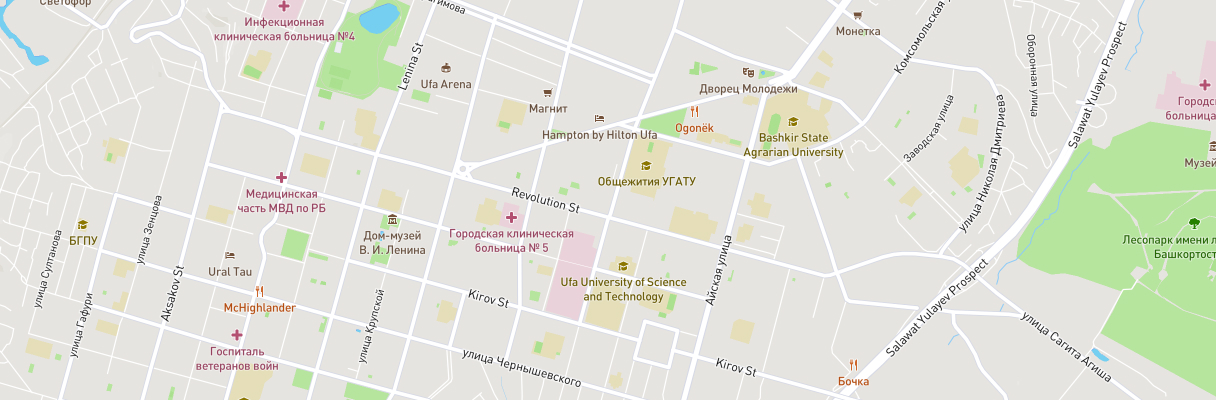 Светофор
Инфекционная
клиническая больница №4
Lenina St
Ufa Arena
Магнит
Hampton by Hilton Ufa
Монетка
Дворец Молодежи
Ogonёk
Комсомольская
Оборонная улица
Salawat Yulayev Prospect
Заводская улица
улица Николая Дмитриева
Bashkir State
Agrarian University
Общежития УГАТУ
Медицинская
часть МВД по РБ
Revolution St
Городская клиническая
больница № 5
Дом-музей
В. И. Ленина
БГПУ
улица Зенцова
улица Султанова
Ural Tau
Aksakov St
McHighlander
улица Гафури
улица Крупской
Госпиталь
ветеранов войн
Kirov St
улица Чернышевского
Ufa University of Science
and Technology
Айская улица
Kirov St
Бочка
Salawat Yulayev Prospect
улица Сагита Агиша
Лесопарк имени л
Башкортост
Музей
Городск
больница